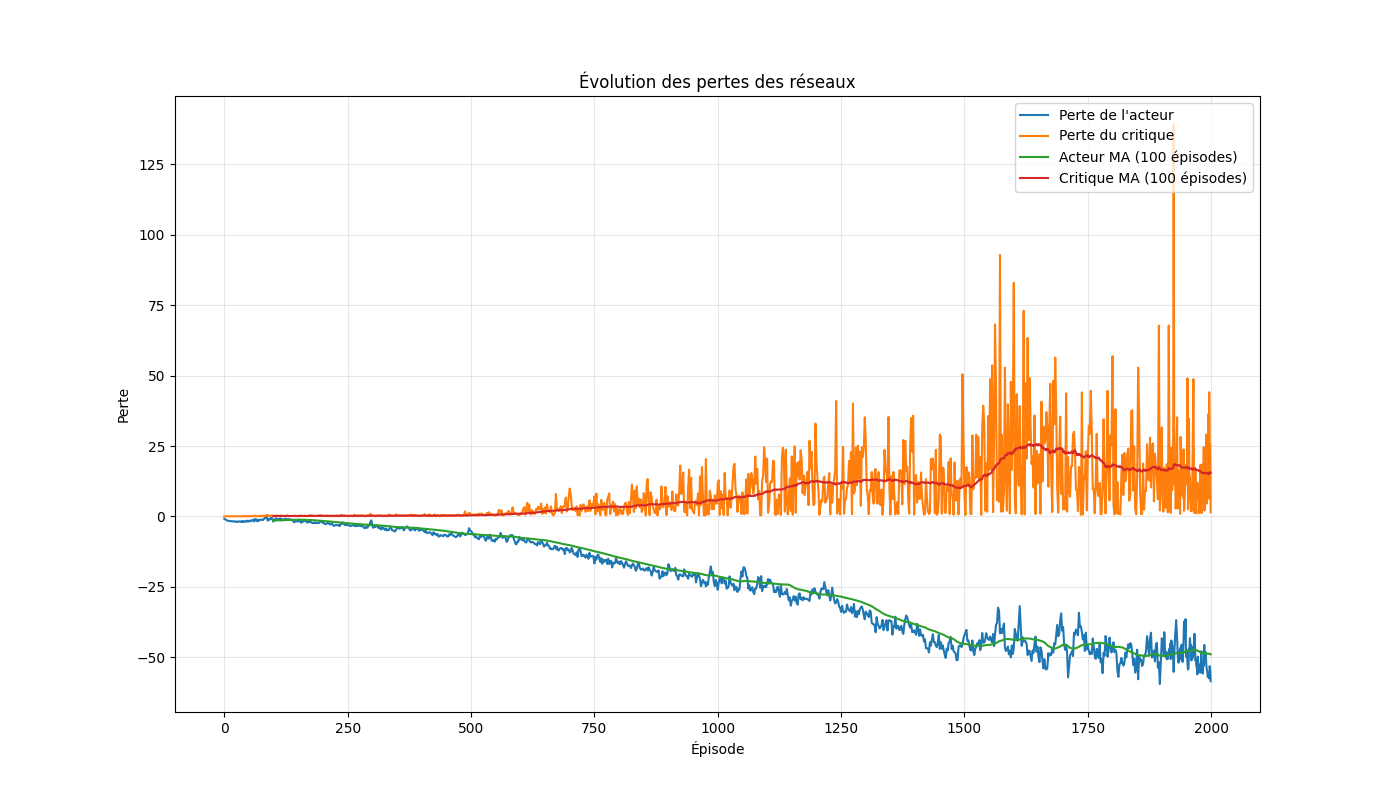 Évolution des pertes des réseaux
Perte de l'acteur
Perte du critique
Acteur MA (100 épisodes)
Critique MA (100 épisodes)
125
100
75
50
25
0
−25
−50
Perte
0 250 500 750 1000 1250 1500 1750 2000
Épisode